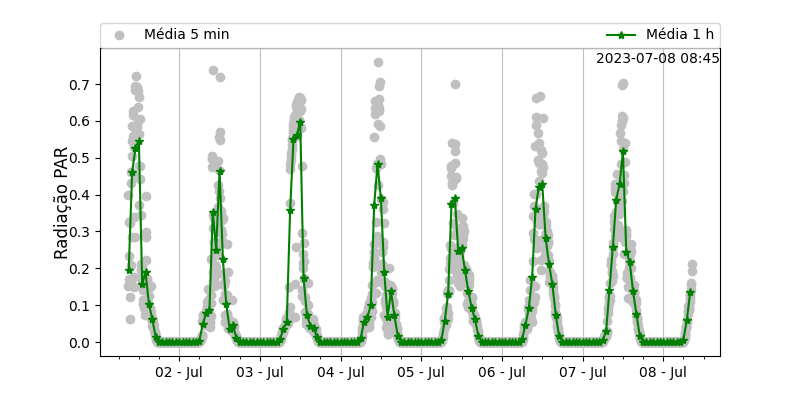 Média 5 min
Média 1 h
2023-07-08 08:45
Radiação PAR
0.7
0.6
0.5
0.4
0.3
0.2
0.1
0.0
02 - Jul
03 - Jul
04 - Jul
05 - Jul
06 - Jul
07 - Jul
08 - Jul